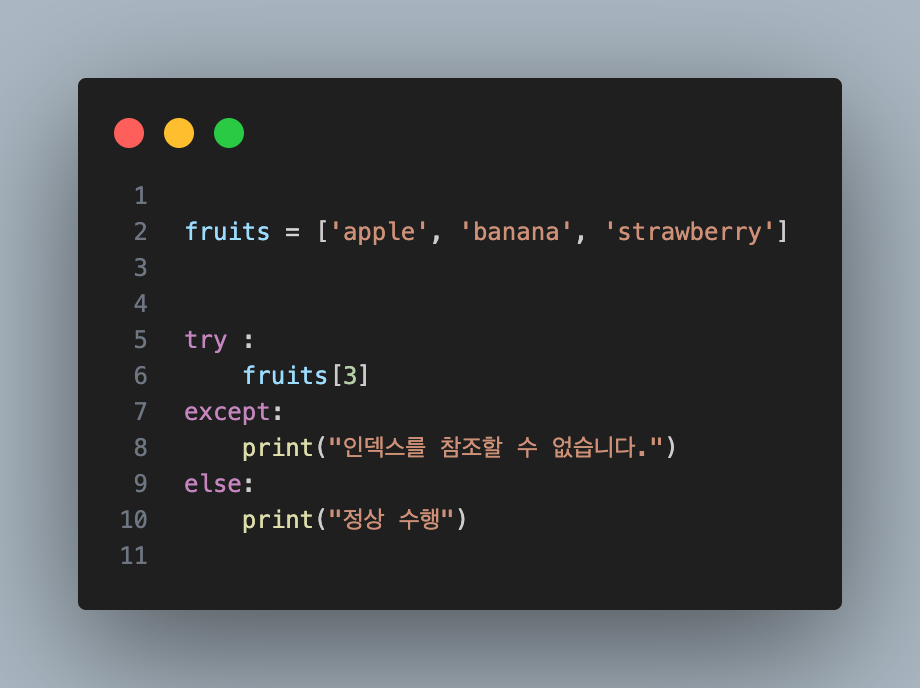 1
2 fruits = ['apple', 'banana', 'strawberry']
3
4
5 try :
6     fruits[3]
7 except:
8     print("인덱스를 참조할 수 없습니다.")
9 else:
10     print("정상 수행")
11